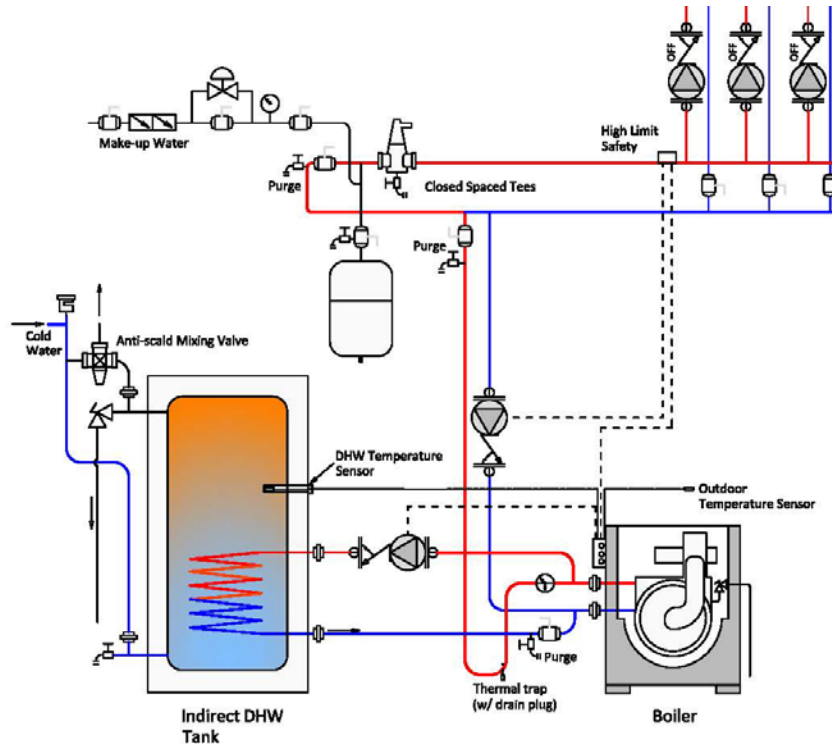 OFF
OFF
OFF
Make-up Water
High Limit
Safety
Purge
Closed Spaced Tees
Purge
Cold
Water
Anti-scald Mixing Valve
DHW Temperature
Sensor
Outdoor
Temperature Sensor
Purge
Thermal trap
(w/ drain plug)
Indirect DHW
Tank
Boiler